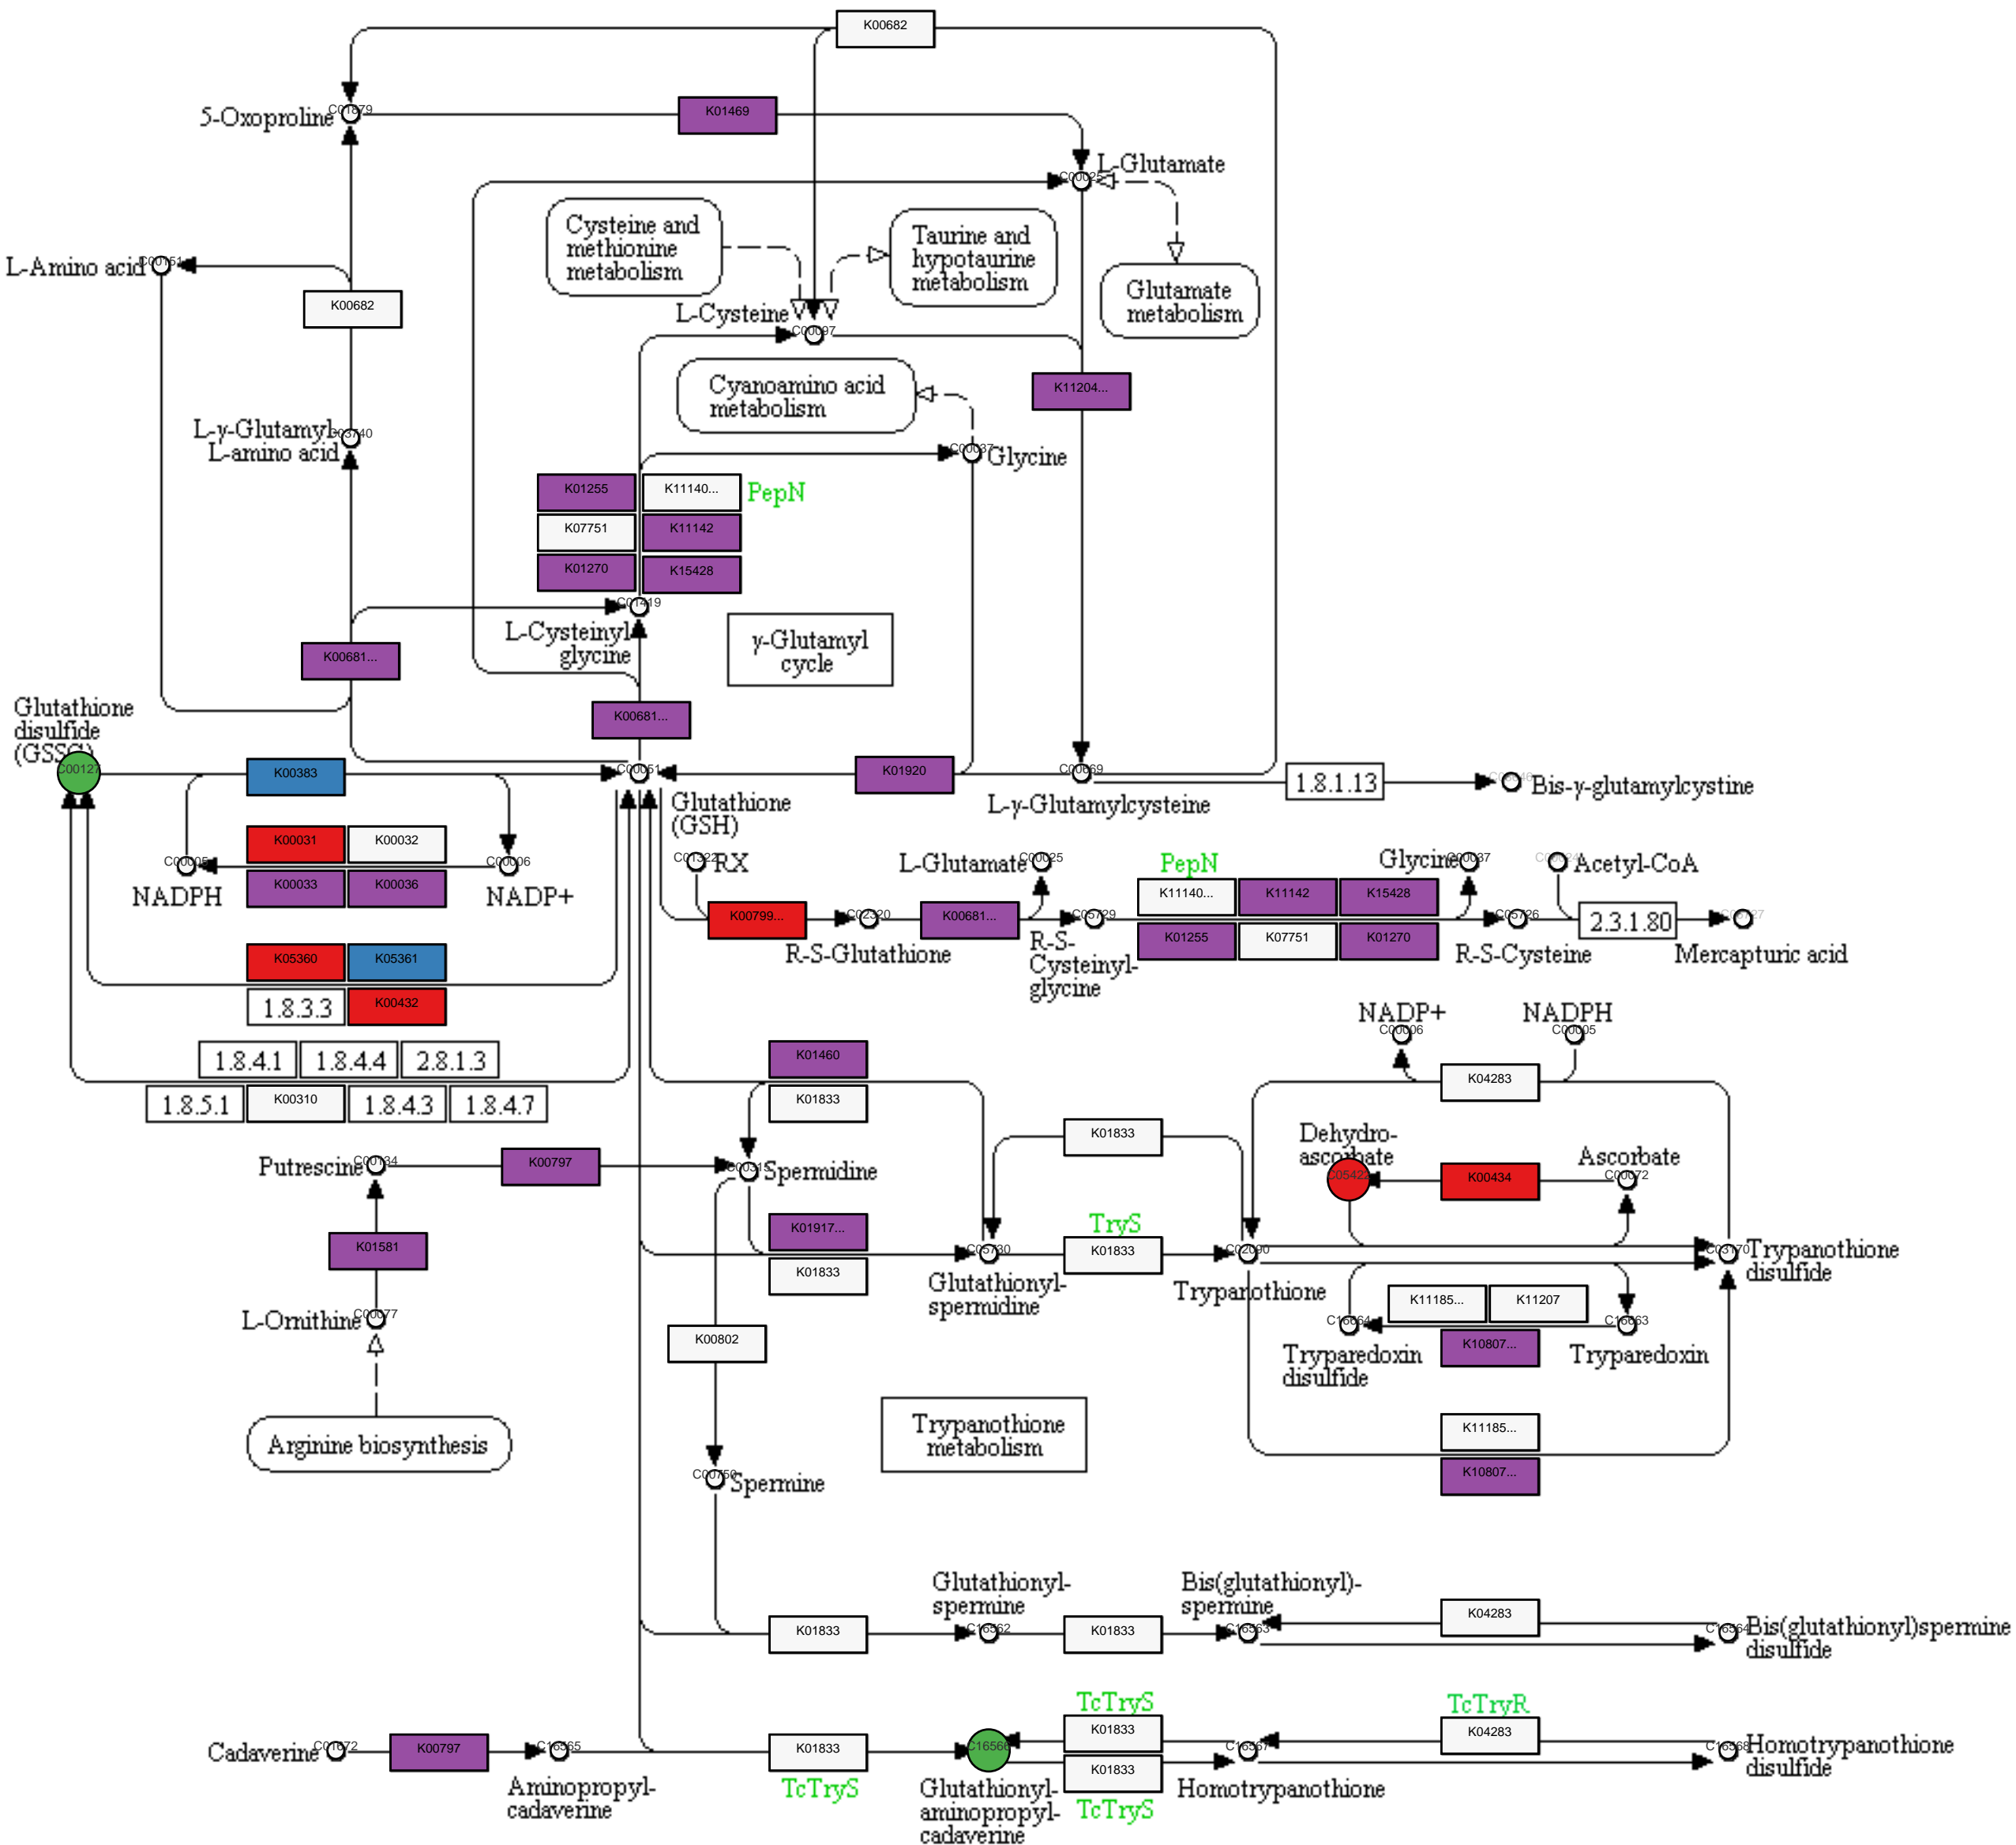 K00682
5-Oxoproline
C01879
K01469
L-Glutamate
C00025
Cysteine and
methionine
metabolism
Taurine and
hypotaurine
metabolism
Glutamate
metabolism
L-Amino acid
C00151
K00682
L-Cysteine
C00097
Cyanoamino acid
metabolism
K11204...
L-γ-Glutamyl-
L-amino acid
C03740
C00037
Glycine
K01255
K11140...
PepN
K07751
K11142
K01270
K15428
C01419
L-Cysteinyl
glycine
γ-Glutamyl
cycle
K00681...
K00681...
Glutathione
disulfide
(GSSG)
C00127
K00383
C00051
Glutathione
(GSH)
K01920
C00669
L-γ-Glutamylcysteine
1.8.1.13
Bis-γ-glutamylcystine
K00031
K00032
C00005
C00006
NADPH
K00033
K00036
NADP+
C01322
RX
L-Glutamate
C00025
PepN
Glycine
C00037
Acetyl-CoA
K00799...
C02320
R-S-Glutathione
K00681...
C05729
R-S-
Cysteinyl-
glycine
K11140...
K11142
K15428
K01255
K07751
K01270
C05726
R-S-Cysteine
2.3.1.80
Mercapturic acid
K05360
K05361
1.8.3.3
K00432
1.8.4.1
1.8.4.4
2.8.1.3
1.8.5.1
K00310
1.8.4.3
1.8.4.7
K01460
K01833
NADP+
C00006
NADPH
C00005
K04283
Putrescine
C00134
K00797
C00315
Spermidine
K01833
Dehydro-
ascorbate
C05422
K00434
Ascorbate
C00072
K01581
K01917...
K01833
C05730
Glutathionyl-
spermidine
TryS
K01833
C02090
Trypanothione
C03170
Trypanothione
disulfide
L-Ornithine
C00077
K00802
K11185...
K11207
C16664
K10807...
C16663
Tryparedoxin
disulfide
Tryparedoxin
Arginine biosynthesis
Trypanothione
metabolism
K11185...
K10807...
C00750
Spermine
Glutathionyl-
spermine
Bis(glutathionyl)-
spermine
K01833
C16562
K01833
C16563
K04283
C16564
Bis(glutathionyl)spermine
disulfide
TcTryS
TcTryR
Cadaverine
C01672
K00797
C16565
Aminopropyl-
cadaverine
K01833
TcTryS
C16566
Glutathionyl-
aminopropyl-
cadaverine
K01833
K01833
TcTryS
C16567
Homotrypanothione
K04283
C16568
Homotrypanothione
disulfide